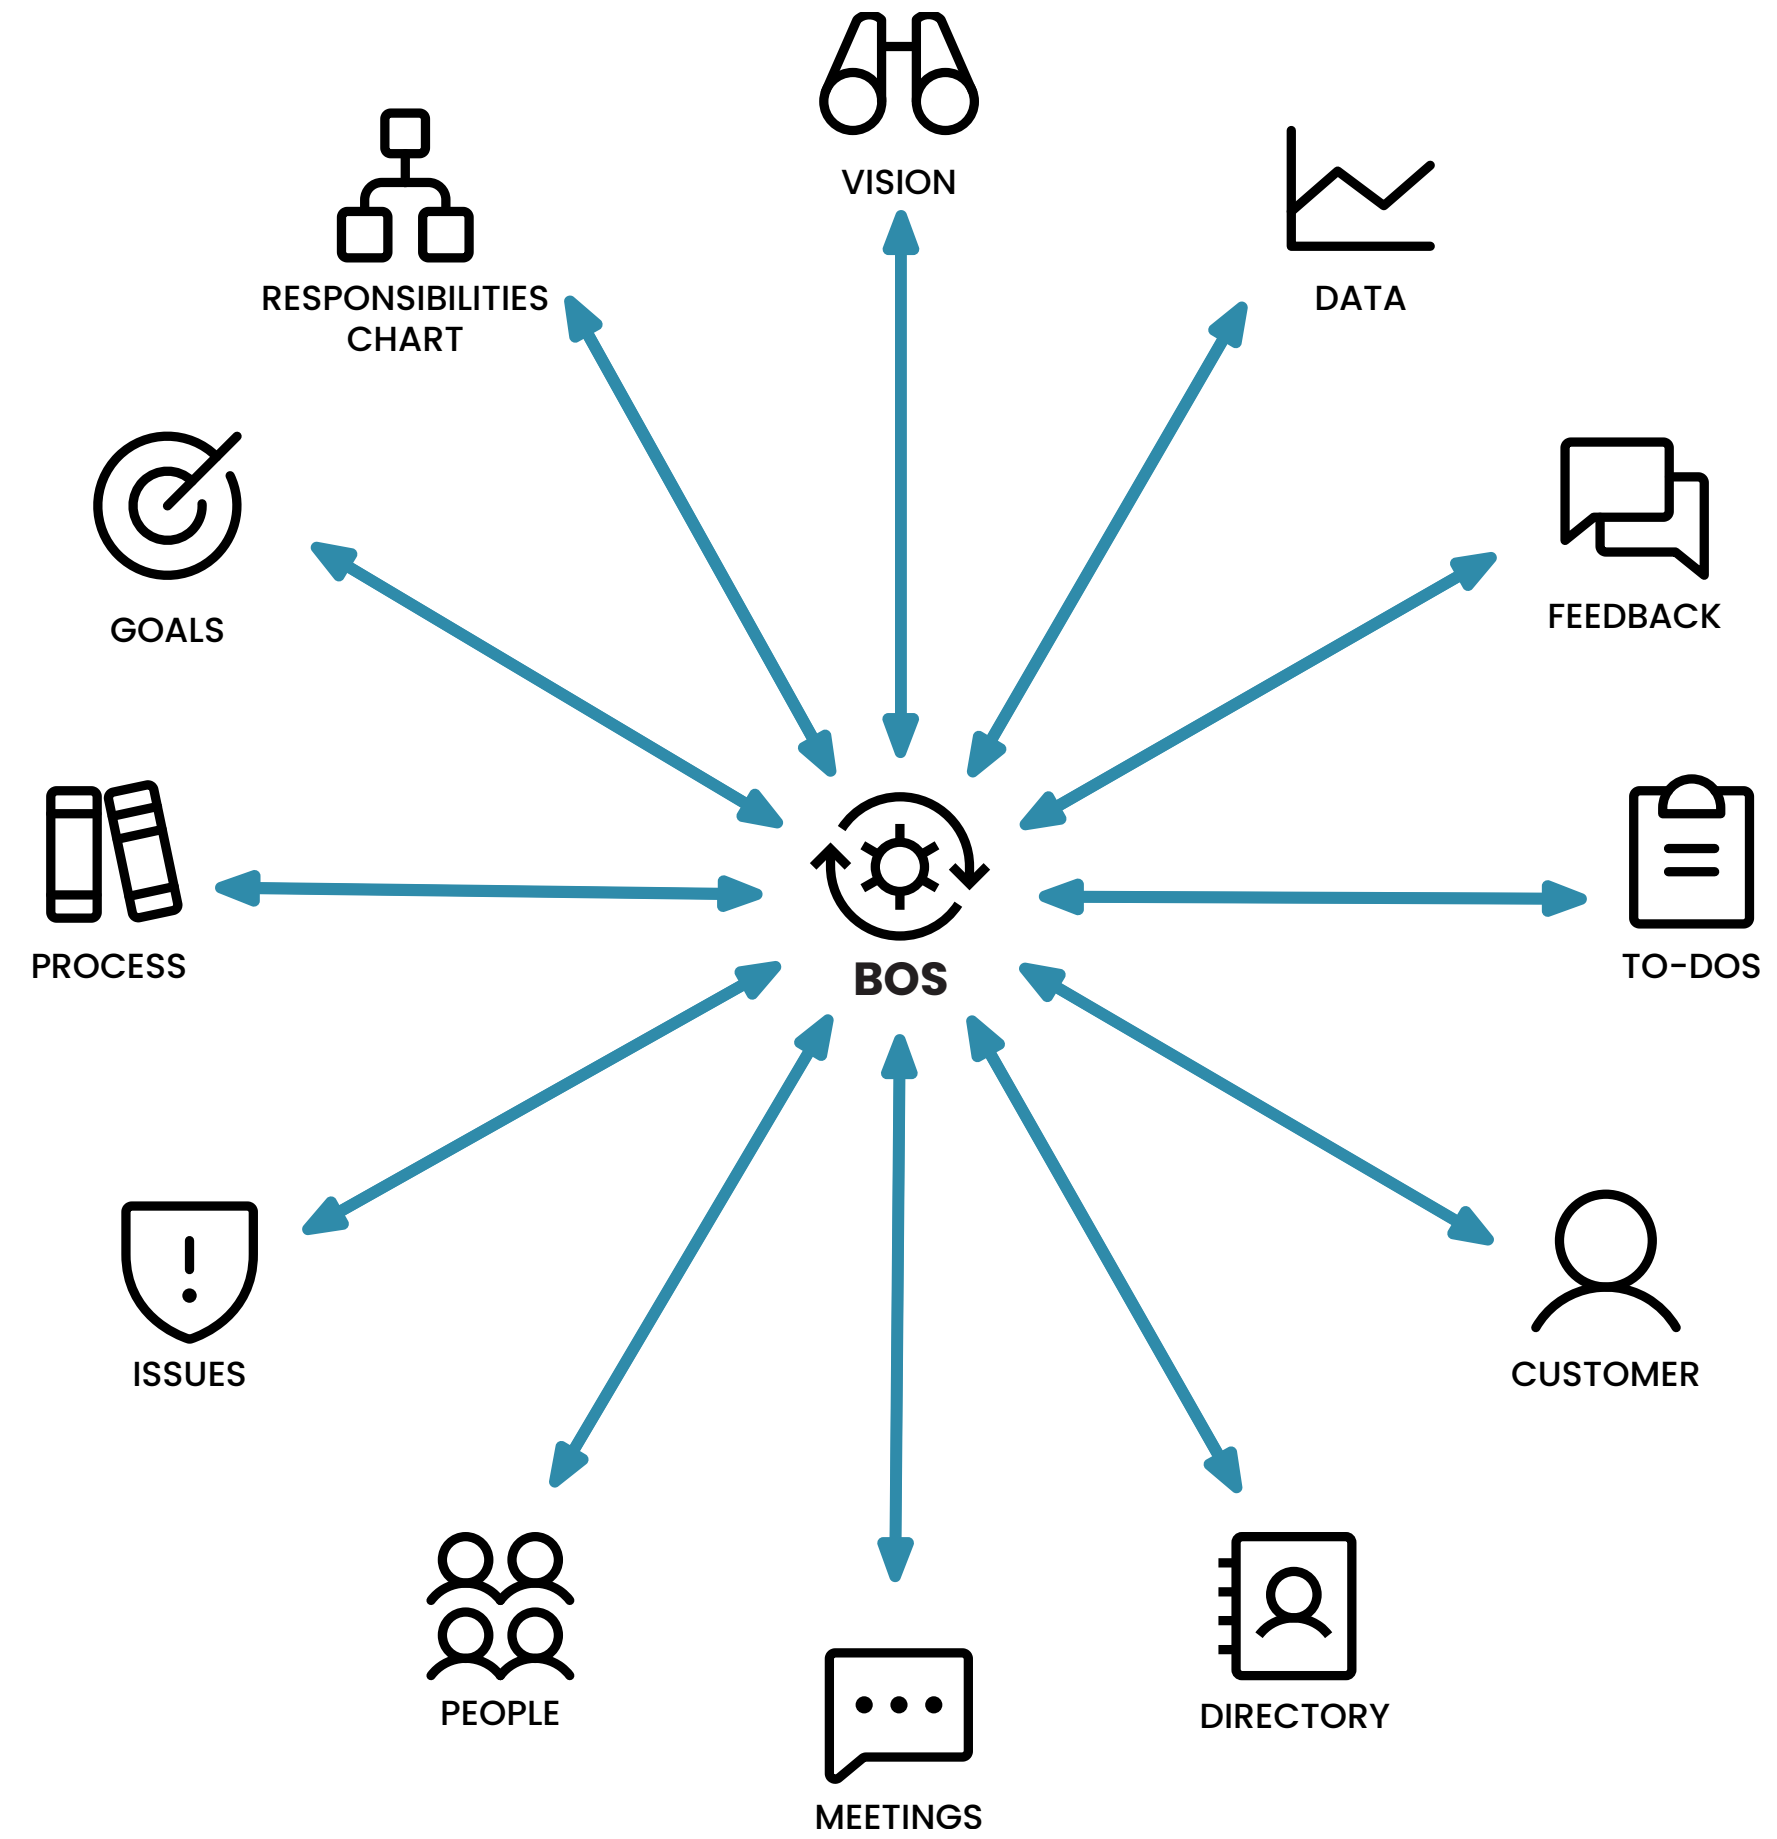 VISION
RESPONSIBILITIES
CHART
DATA
GOALS
FEEDBACK
PROCESS
BOS
TO-DOS
ISSUES
CUSTOMER
PEOPLE
DIRECTORY
MEETINGS